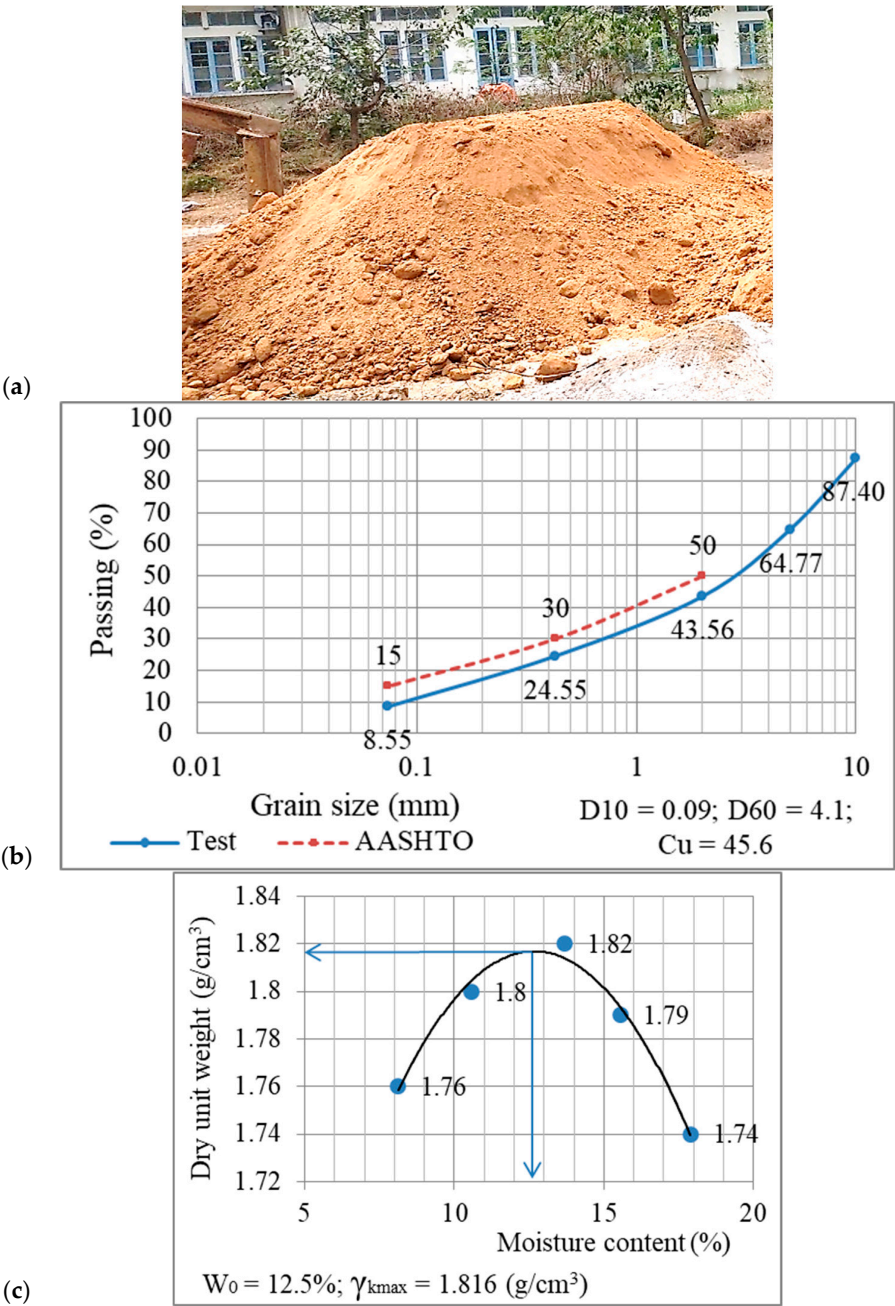 (a)
100
90
80
70
60
50
40
30
20
10
0
Passing (%)
15
30
50
8.55
24.55
43.56
64.77
87.40
0.01 0.1 1 10
Grain size (mm)
D10 = 0.09; D60 = 4.1;
Cu = 45.6
Test AASHTO
(b)
1.84
1.82
1.8
1.78
1.76
1.74
1.72
Dry unit weight (g/cm³)
1.76
1.8
1.82
1.79
1.74
5 10 15 20
Moisture content (%)
W₀ = 12.5%; γkmax = 1.816 (g/cm³)
(c)